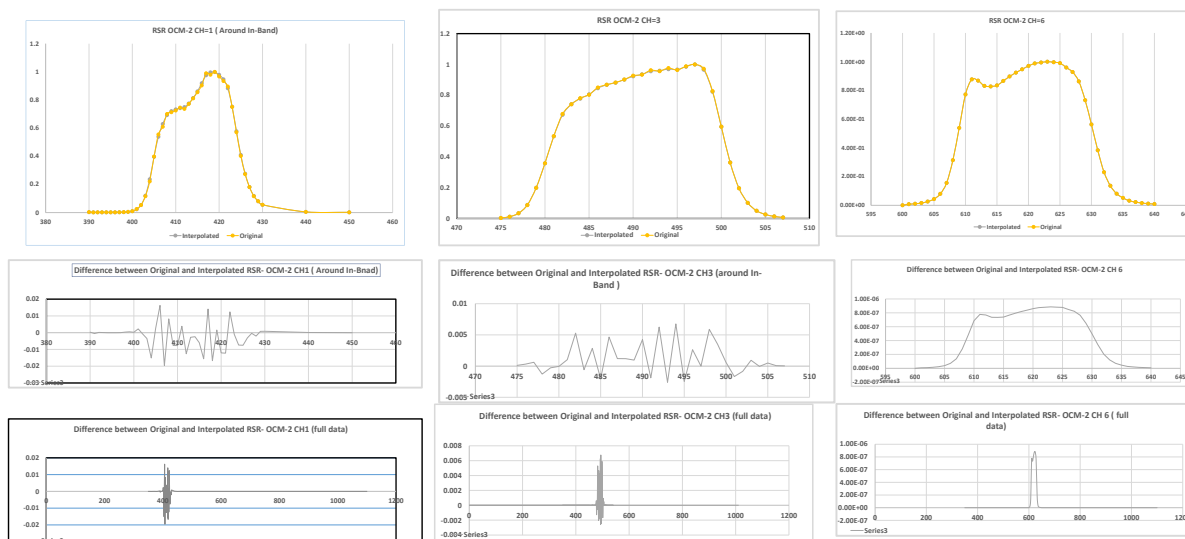 RSR OCM-2 CH=1 ( Around In-Band)
1.2
1
0.8
0.6
0.4
0.2
0
380 390 400 410 420 430 440 450 460
Interpolated Original
RSR OCM-2 CH=3
1.2
1
0.8
0.6
0.4
0.2
0
470 475 480 485 490 495 500 505 510
Interpolated Original
RSR OCM-2 CH=6
1.20E+00
1.00E+00
8.00E-01
6.00E-01
4.00E-01
2.00E-01
0.00E+00
595 600 605 610 615 620 625 630 635 640
Interpolated Original
Difference between Original and Interpolated RSR- OCM-2 CH1 ( Around In-Bnad)
0.02
0.01
0
-0.01
-0.02
-0.03
380 390 400 410 420 430 440 450 460
Series3
Difference between Original and Interpolated RSR- OCM-2 CH3 (around In-
Band )
0.01
0.005
0
-0.005
470 475 480 485 490 495 500 505 510
Series3
Difference between Original and Interpolated RSR- OCM-2 CH 6
1.00E-06
8.00E-07
6.00E-07
4.00E-07
2.00E-07
0.00E+00
-2.00E-07
595 600 605 610 615 620 625 630 635 640 645
Series3
Difference between Original and Interpolated RSR- OCM-2 CH1 (full data)
0.02
0.01
0
-0.01
-0.02
0 200 400 600 800 1000 1200
Difference between Original and Interpolated RSR- OCM-2 CH3 (full data)
0.008
0.006
0.004
0.002
0
-0.002
-0.004
0 200 400 600 800 1000 1200
Series3
Difference between Original and Interpolated RSR- OCM-2 CH 6 ( full
data)
1.00E-06
8.00E-07
6.00E-07
4.00E-07
2.00E-07
0.00E+00
-2.00E-07
0 200 400 600 800 1000 1200
Series3